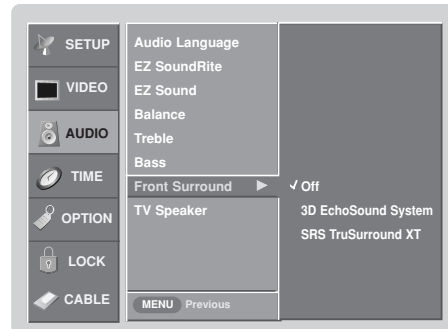 SETUP
VIDEO
AUDIO
TIME
OPTION
LOCK
CABLE
Audio Language
EZ SoundRite
EZ Sound
Balance
Treble
Bass
Front Surround ►
TV Speaker
MENU Previous
✓ Off
3D EchoSound System
SRS TruSurround XT